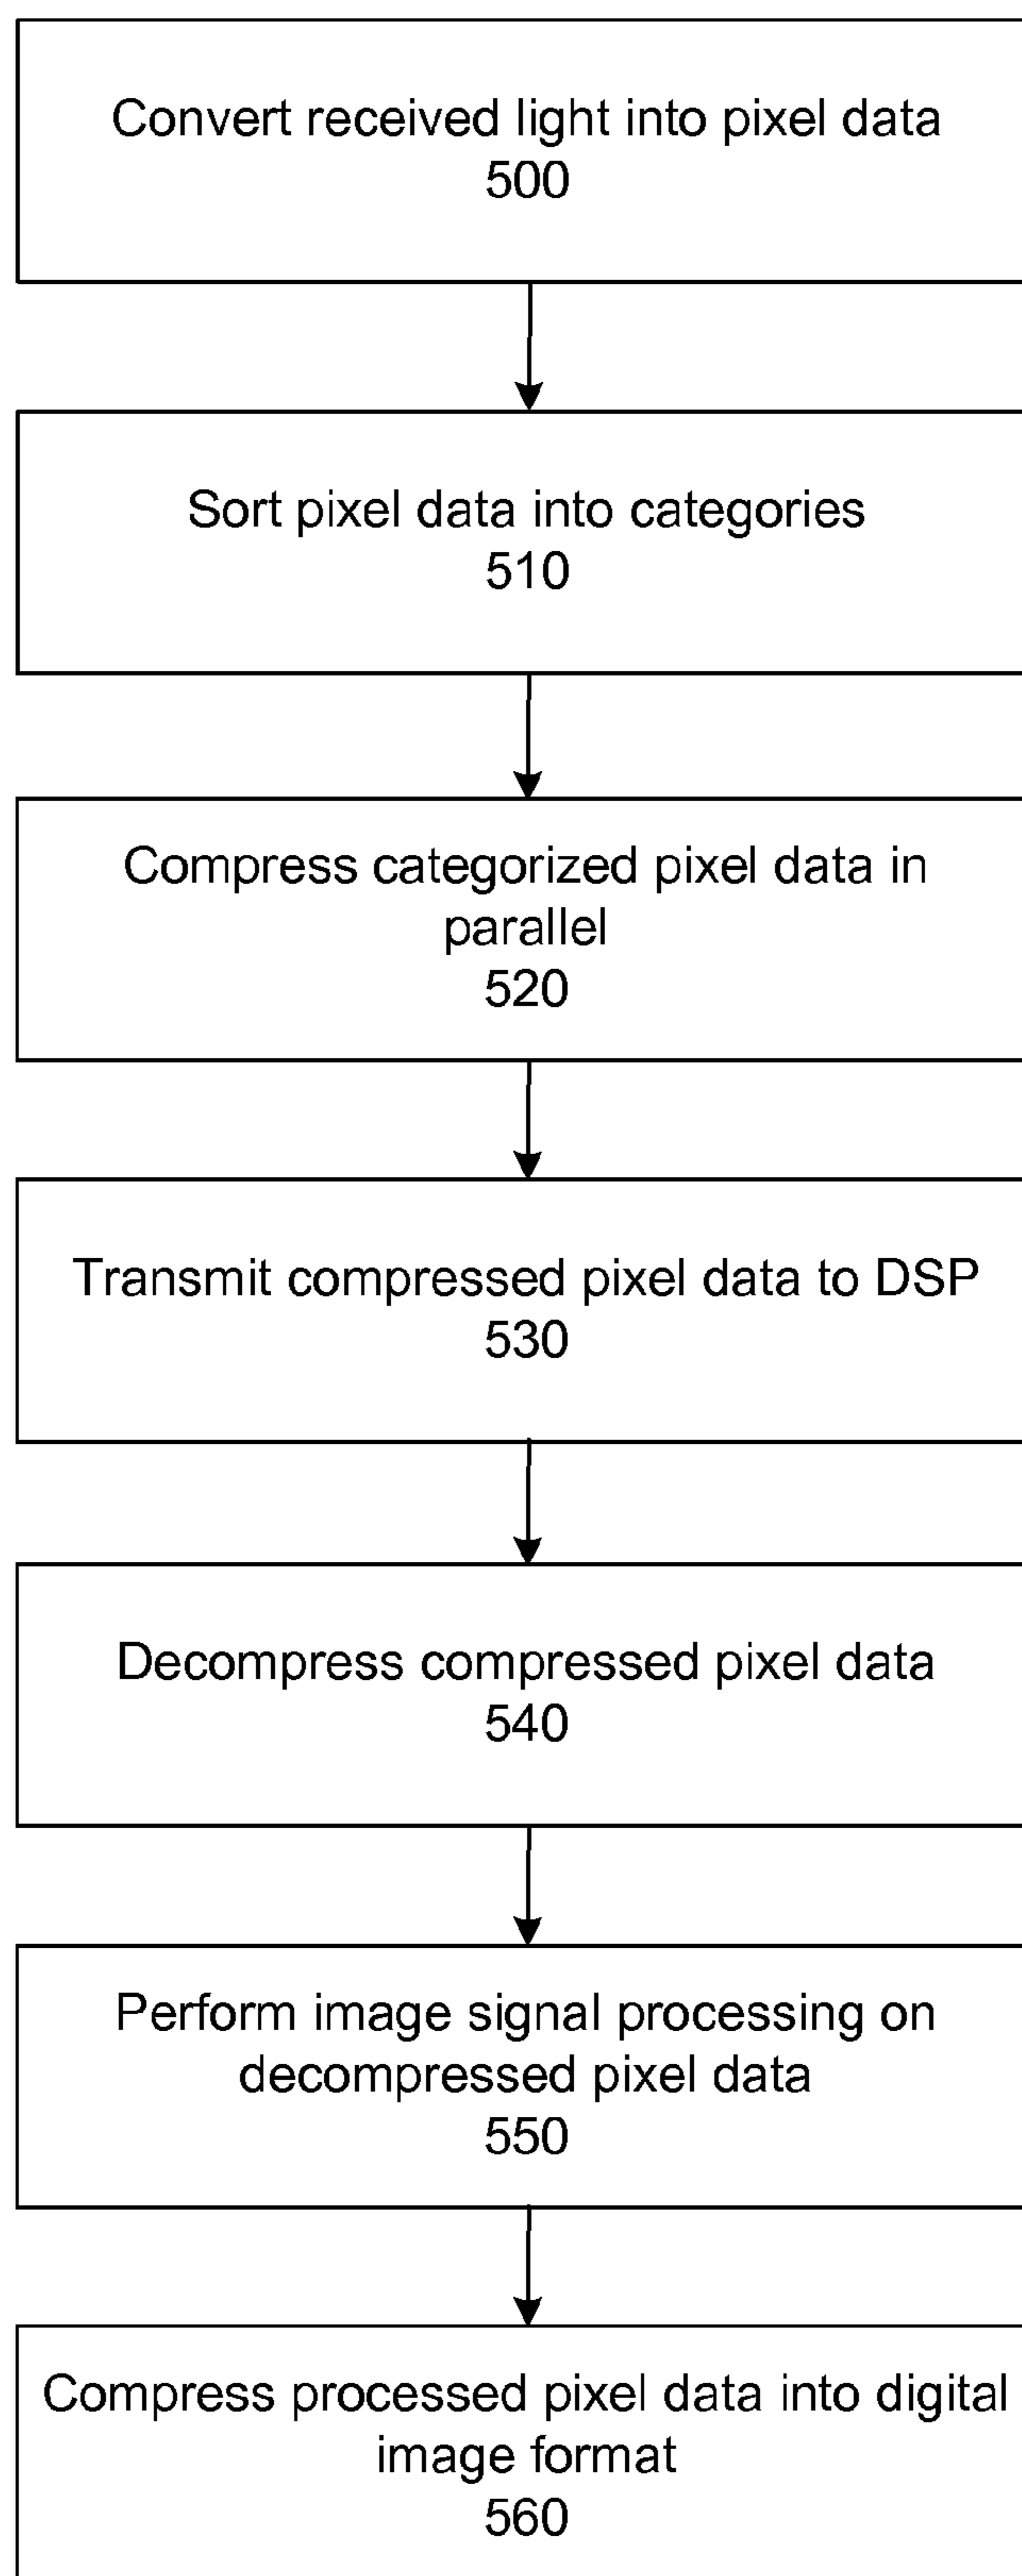 Convert received light into pixel data
500
Sort pixel data into categories
510
Compress categorized pixel data in
parallel
520
Transmit compressed pixel data to DSP
530
Decompress compressed pixel data
540
Perform image signal processing on
decompressed pixel data
550
Compress processed pixel data into digital
image format
560